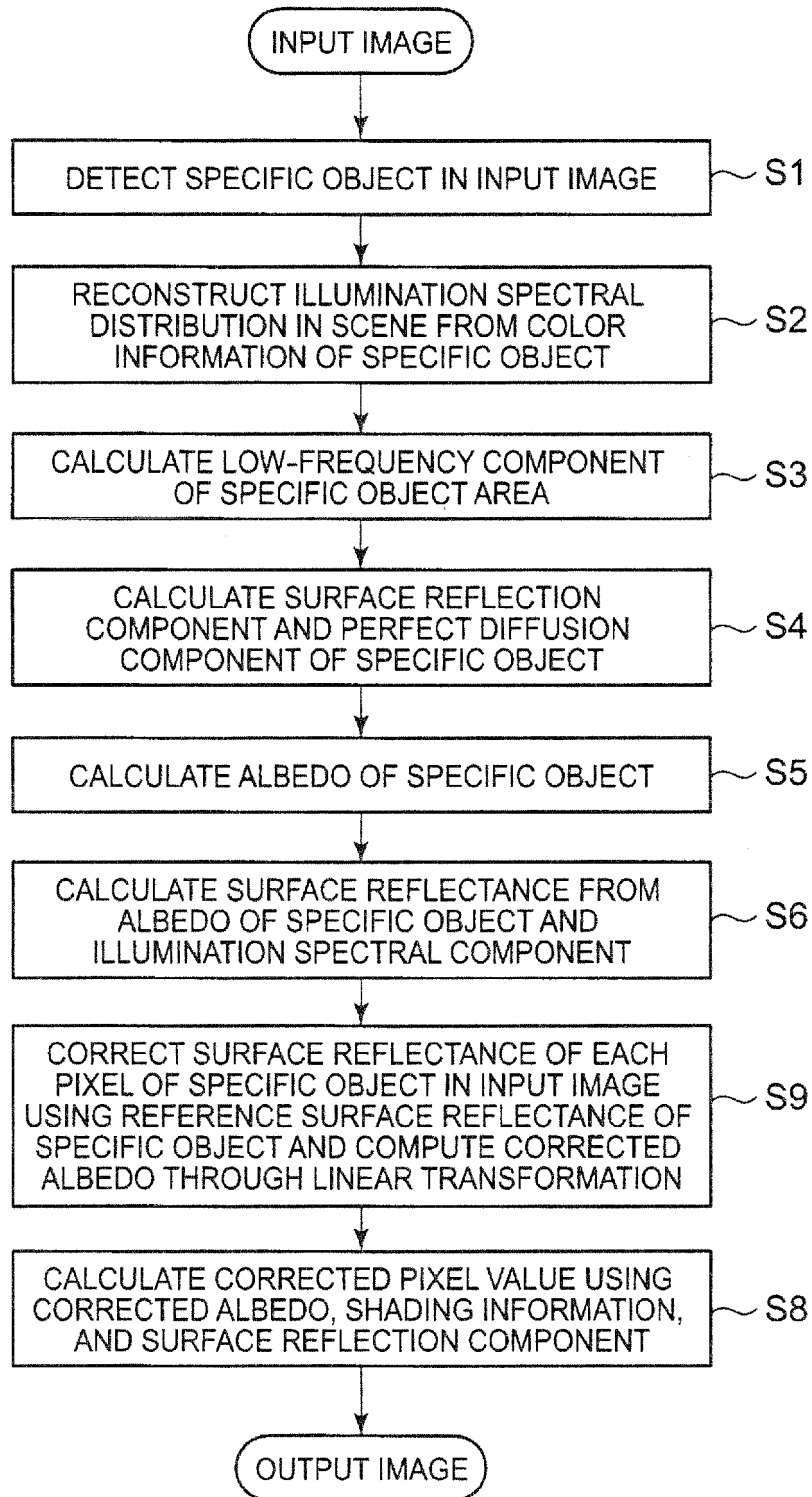 INPUT IMAGE
DETECT SPECIFIC OBJECT IN INPUT IMAGE
S1
RECONSTRUCT ILLUMINATION SPECTRAL
DISTRIBUTION IN SCENE FROM COLOR
INFORMATION OF SPECIFIC OBJECT
S2
CALCULATE LOW-FREQUENCY COMPONENT
OF SPECIFIC OBJECT AREA
S3
CALCULATE SURFACE REFLECTION
COMPONENT AND PERFECT DIFFUSION
COMPONENT OF SPECIFIC OBJECT
S4
CALCULATE ALBEDO OF SPECIFIC OBJECT
S5
CALCULATE SURFACE REFLECTANCE FROM
ALBEDO OF SPECIFIC OBJECT AND
ILLUMINATION SPECTRAL COMPONENT
S6
CORRECT SURFACE REFLECTANCE OF EACH
PIXEL OF SPECIFIC OBJECT IN INPUT IMAGE
USING REFERENCE SURFACE REFLECTANCE OF
SPECIFIC OBJECT AND COMPUTE CORRECTED
ALBEDO THROUGH LINEAR TRANSFORMATION
S9
CALCULATE CORRECTED PIXEL VALUE USING
CORRECTED ALBEDO, SHADING INFORMATION,
AND SURFACE REFLECTION COMPONENT
S8
OUTPUT IMAGE